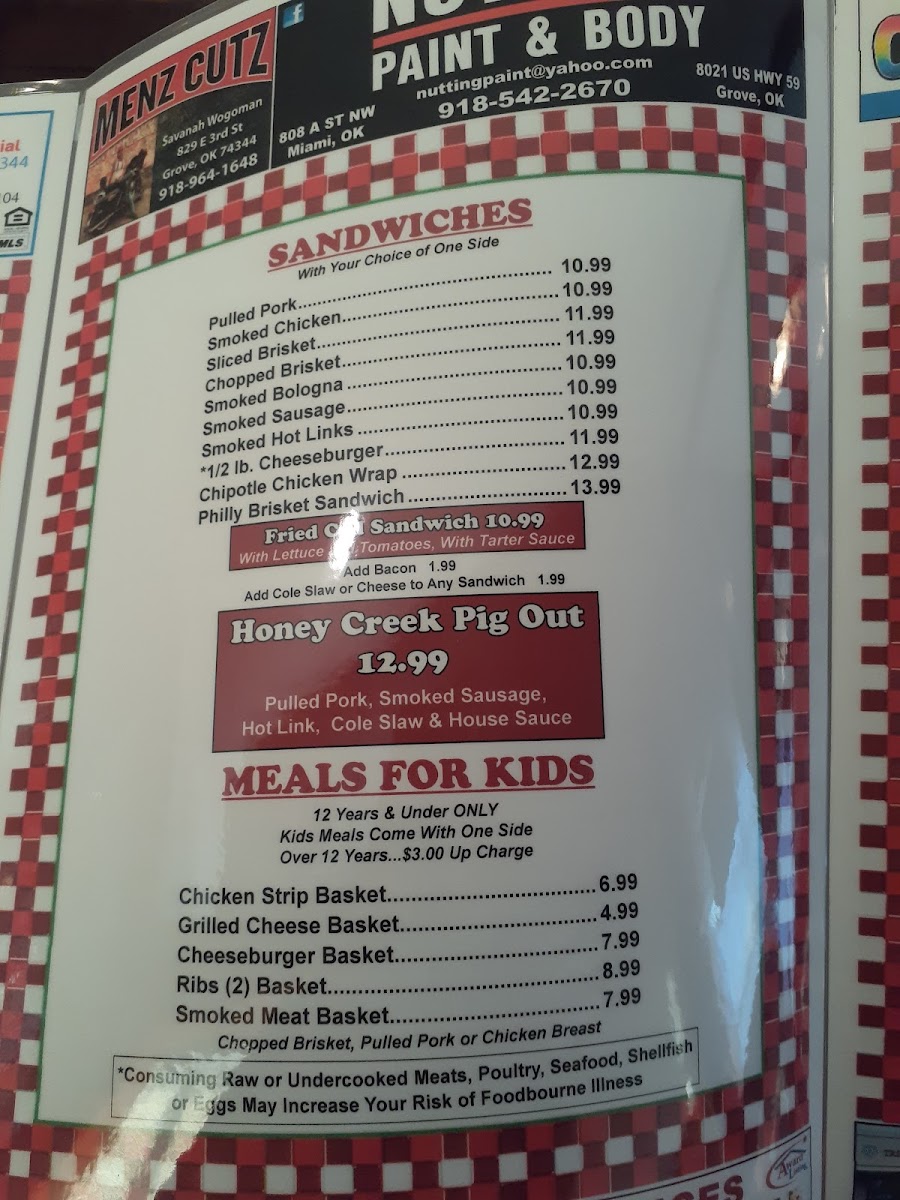 MENZ CUTZ
Savanah Wogoman
829 E 3rd St
Grove, OK 74344
918-964-1648
f
PAINT & BODY
nuttingpaint@yahoo.com
808 A ST NW
Miami, OK
918-542-2670
8021 US HWY 59
Grove, OK
ial
344
104
MLS
SANDWICHES
With Your Choice of One Side
Pulled Pork 10.99
Smoked Chicken 10.99
Sliced Brisket 11.99
Chopped Brisket 11.99
Smoked Bologna 10.99
Smoked Sausage 10.99
Smoked Hot Links 10.99
*1/2 lb. Cheeseburger 11.99
Chipotle Chicken Wrap 12.99
Philly Brisket Sandwich 13.99
Fried Sandwich 10.99
With Lettuce Tomatoes, With Tarter Sauce
Add Bacon 1.99
Add Cole Slaw or Cheese to Any Sandwich 1.99
Honey Creek Pig Out
12.99
Pulled Pork, Smoked Sausage,
Hot Link, Cole Slaw & House Sauce
MEALS FOR KIDS
12 Years & Under ONLY
Kids Meals Come With One Side
Over 12 Years...$3.00 Up Charge
Chicken Strip Basket 6.99
Grilled Cheese Basket 4.99
Cheeseburger Basket 7.99
Ribs (2) Basket 8.99
Smoked Meat Basket 7.99
Chopped Brisket, Pulled Pork or Chicken Breast
*Consuming Raw or Undercooked Meats, Poultry, Seafood, Shellfish
or Eggs May Increase Your Risk of Foodbourne Illness
Award